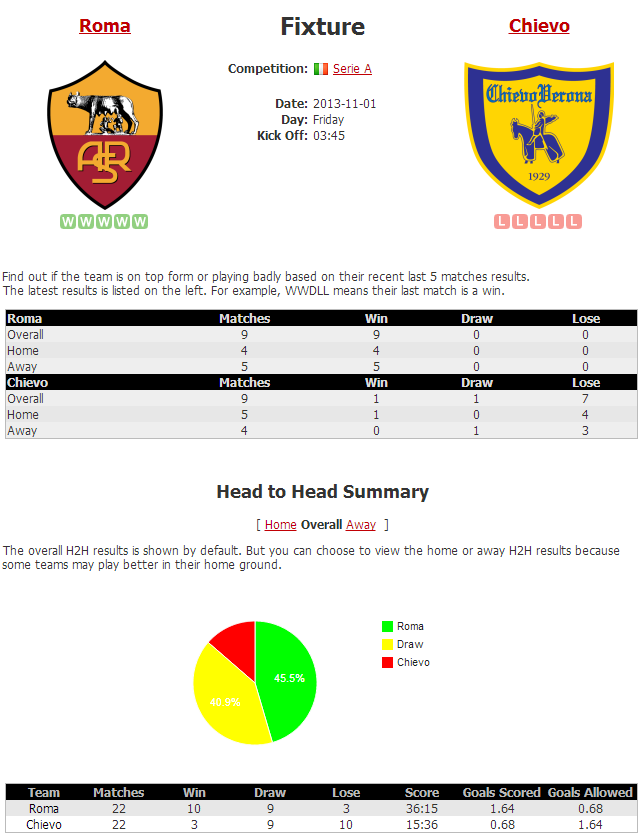 Roma
Fixture
Chievo
Competition: Serie A
Date: 2013-11-01
Day: Friday
Kick Off: 03:45
ASR
ChievoVerona
1929
W W W W W
L L L L L
Find out if the team is on top form or playing badly based on their recent last 5 matches results.
The latest results is listed on the left. For example, WWDLL means their last match is a win.
Roma Matches Win Draw Lose
Overall 9 9 0 0
Home 4 4 0 0
Away 5 5 0 0
Chievo Matches Win Draw Lose
Overall 9 1 1 7
Home 5 1 0 4
Away 4 0 1 3
Head to Head Summary
[ Home Overall Away ]
The overall H2H results is shown by default. But you can choose to view the home or away H2H results because
some teams may play better in their home ground.
Roma
Draw
Chievo
45.5%
40.9%
Team Matches Win Draw Lose Score Goals Scored Goals Allowed
Roma 22 10 9 3 36:15 1.64 0.68
Chievo 22 3 9 10 15:36 0.68 1.64